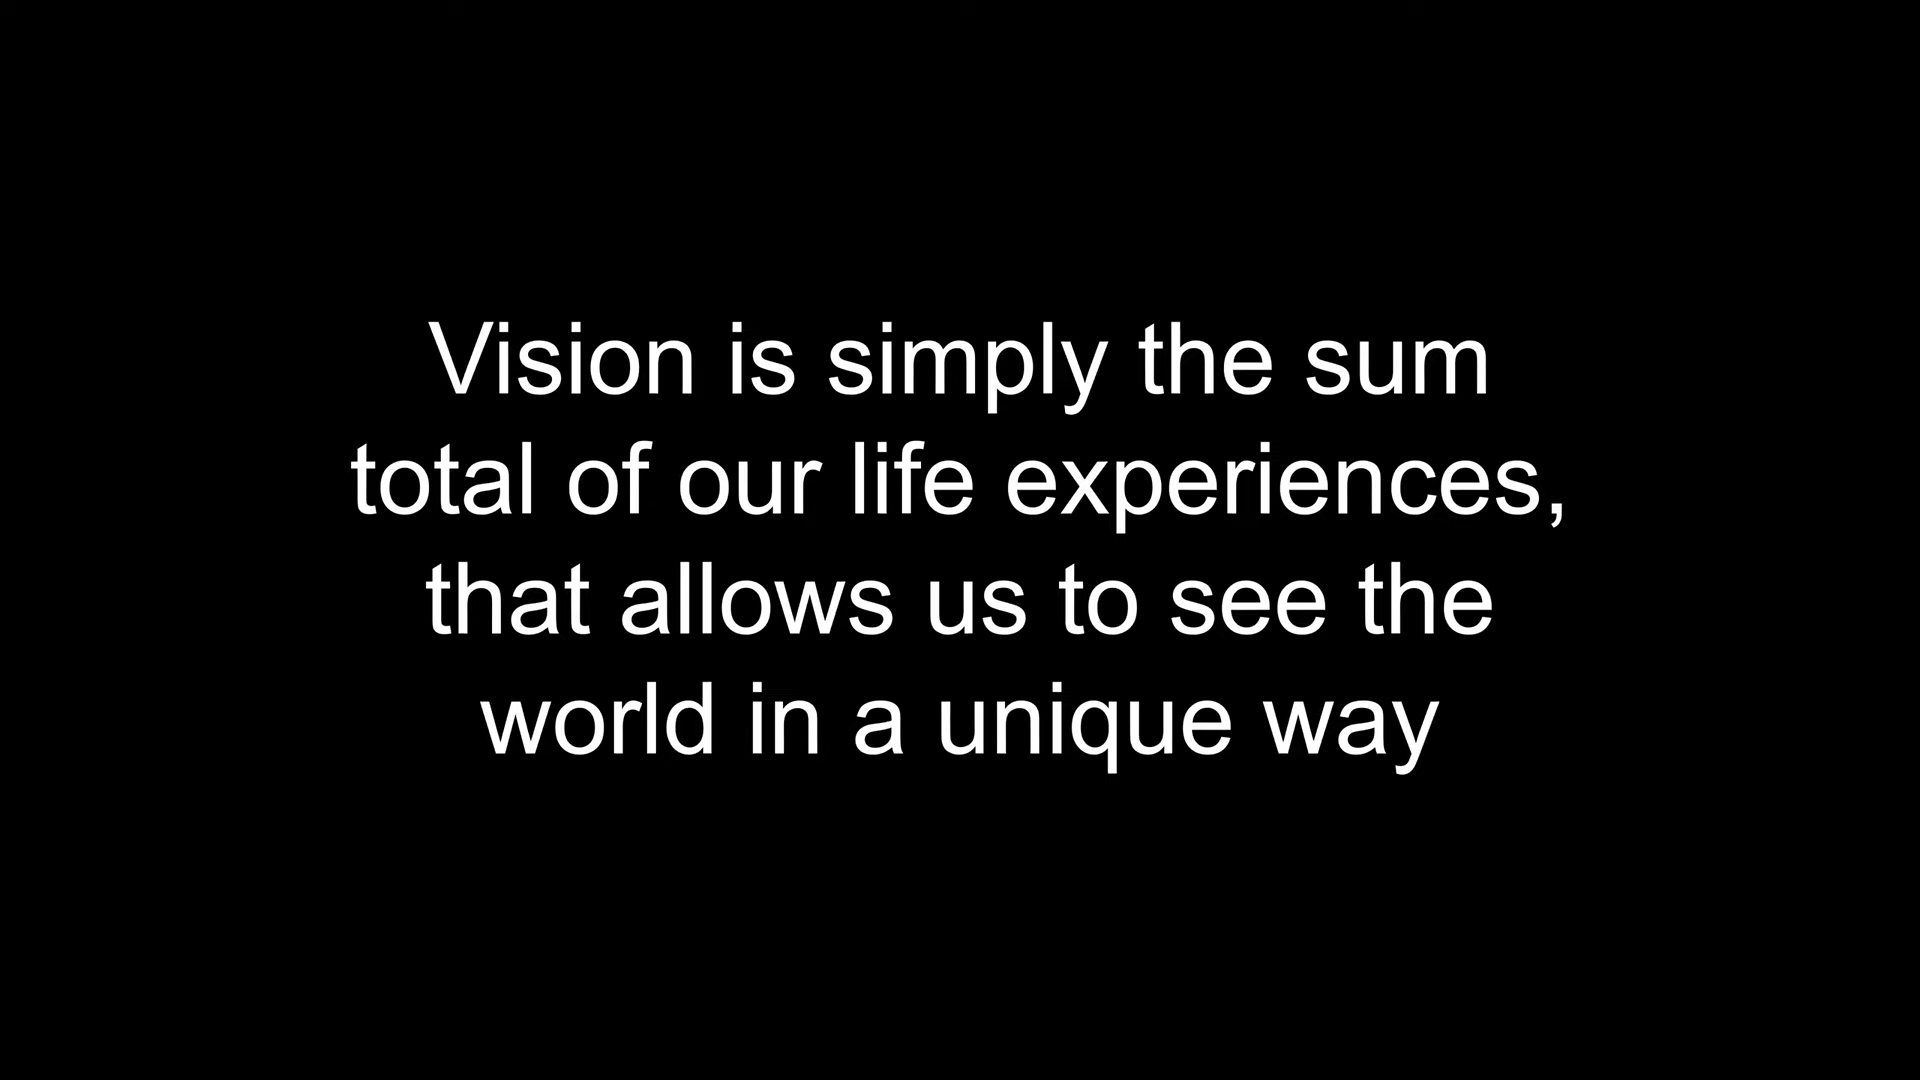 Vision is simply the sum
total of our life experiences,
that allows us to see the
world in a unique way